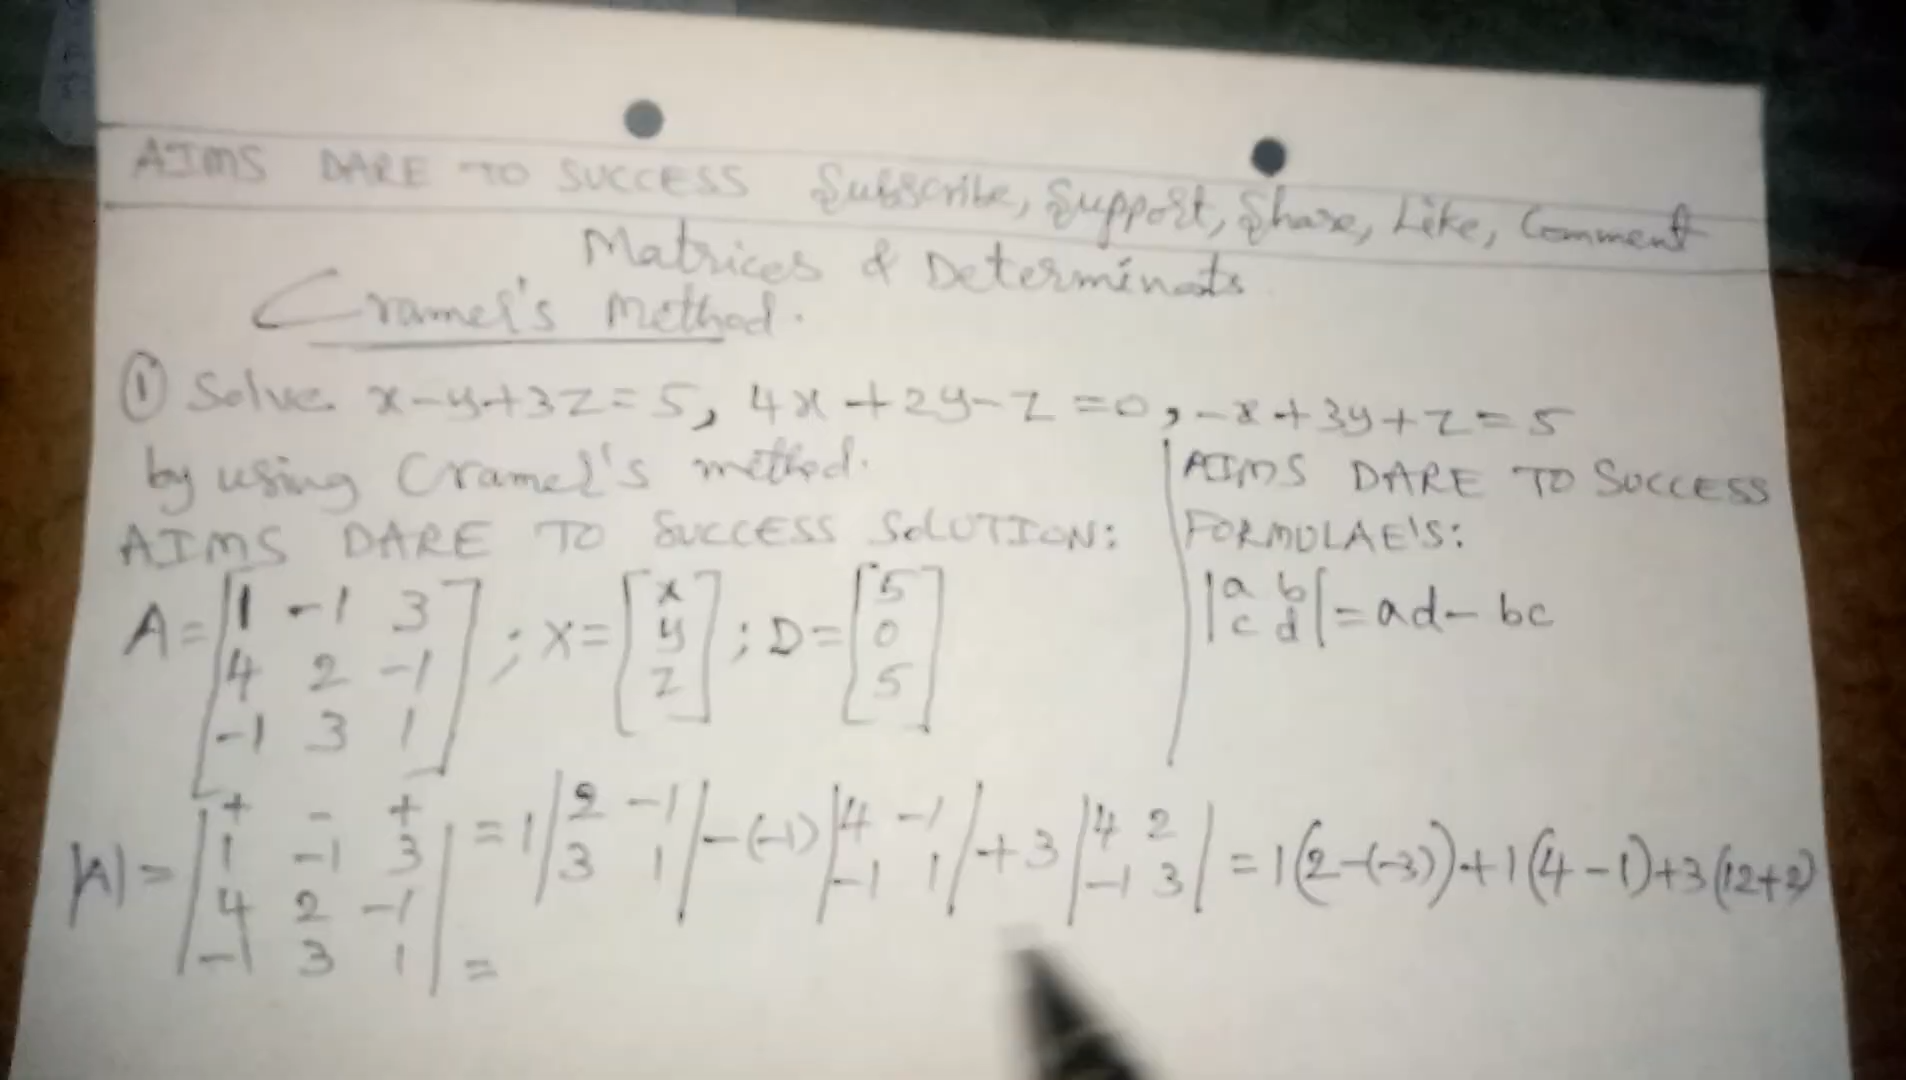 AIMS DARE TO SUCCESS Subscribe, Support, Share, Like, Comment
Matrices & Determinats
Cramer's Method.
① Solve x-y+3z=5, 4x+2y-z=0, -x+3y+z=5
by using Cramer's method.
AIMS DARE TO SUCCESS SOLUTION:
A=[1 -1 3; X=[x; D=[5
4 2 -1 y 0
-1 3 1] z] 5]
AIMS DARE TO SUCCESS
FORMULAE'S:
|a b
c d|=ad-bc
+ - +
|A|=|1 -1 3 =1|2 -1 -(-1)|4 -1 +3|4 2 =1(2-(-3))+1(4-1)+3(12+2)
4 2 -1 3 1| -1 1| -1 3|
-1 3 1| =